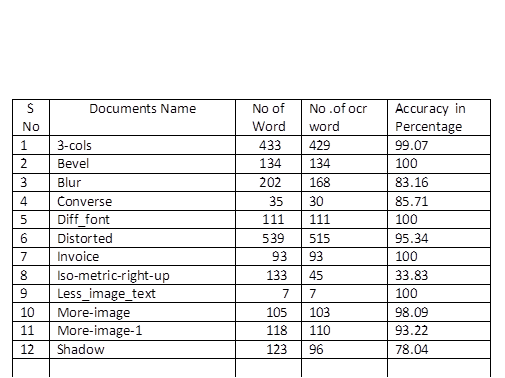 S No Documents Name No of Word No .of ocr word Accuracy in Percentage
1 3-cols 433 429 99.07
2 Bevel 134 134 100
3 Blur 202 168 83.16
4 Converse 35 30 85.71
5 Diff_font 111 111 100
6 Distorted 539 515 95.34
7 Invoice 93 93 100
8 Iso-metric-right-up 133 45 33.83
9 Less_image_text 7 7 100
10 More-image 105 103 98.09
11 More-image-1 118 110 93.22
12 Shadow 123 96 78.04